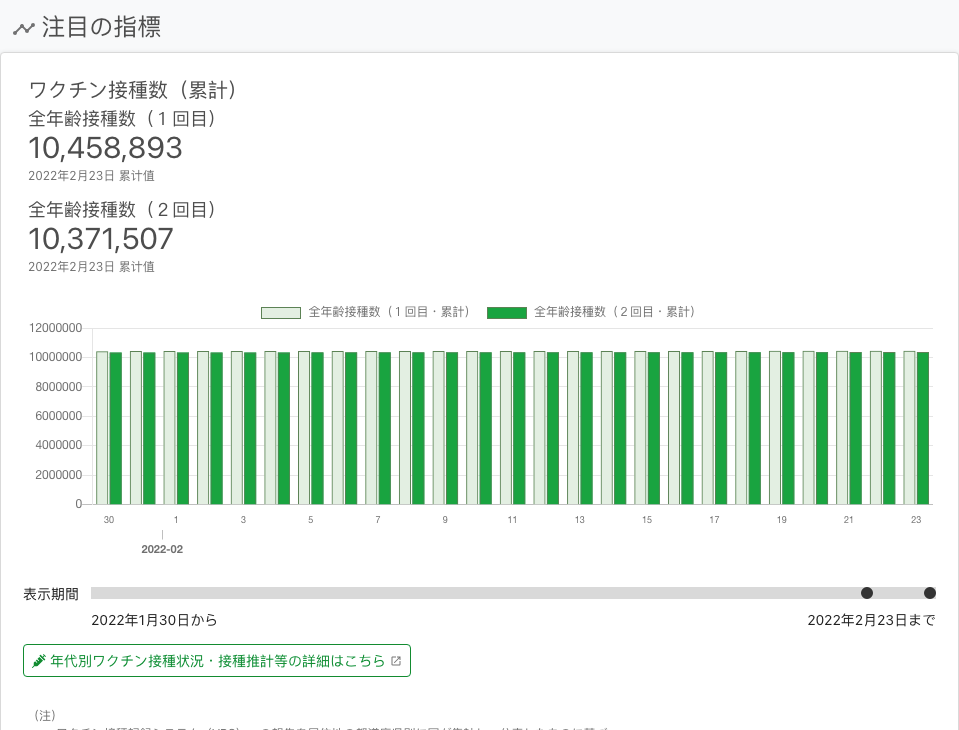 注目の指標
ワクチン接種数（累計）
全年齢接種数（１回目）
10,458,893
2022年2月23日 累计值
全年齢接種数（２回目）
10,371,507
2022年2月23日 累计值
全年齢接種数（１回目・累計） 全年齢接種数（２回目・累計）
12000000
10000000
8000000
6000000
4000000
2000000
0
30 1 3 5 7 9 11 13 15 17 19 21 23
2022-02
表示期間
2022年1月30日から 2022年2月23日まで
年代別ワクチン接種状況・接種推計等の詳細はこちら
（注）